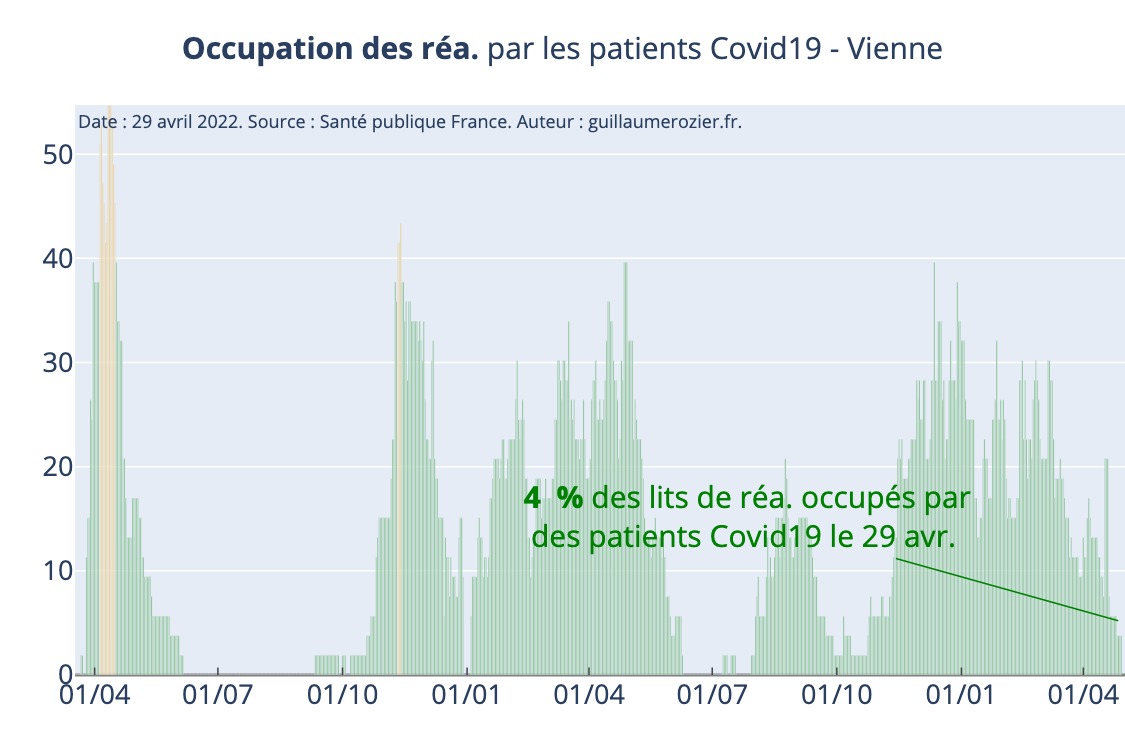 Occupation des réa. par les patients Covid19 - Vienne
Date : 29 avril 2022. Source : Santé publique France. Auteur : guillaumerozier.fr.
50
40
30
20
10
0
4 % des lits de réa. occupés par
des patients Covid19 le 29 avr.
01/04 01/07 01/10 01/01 01/04 01/07 01/10 01/01 01/04